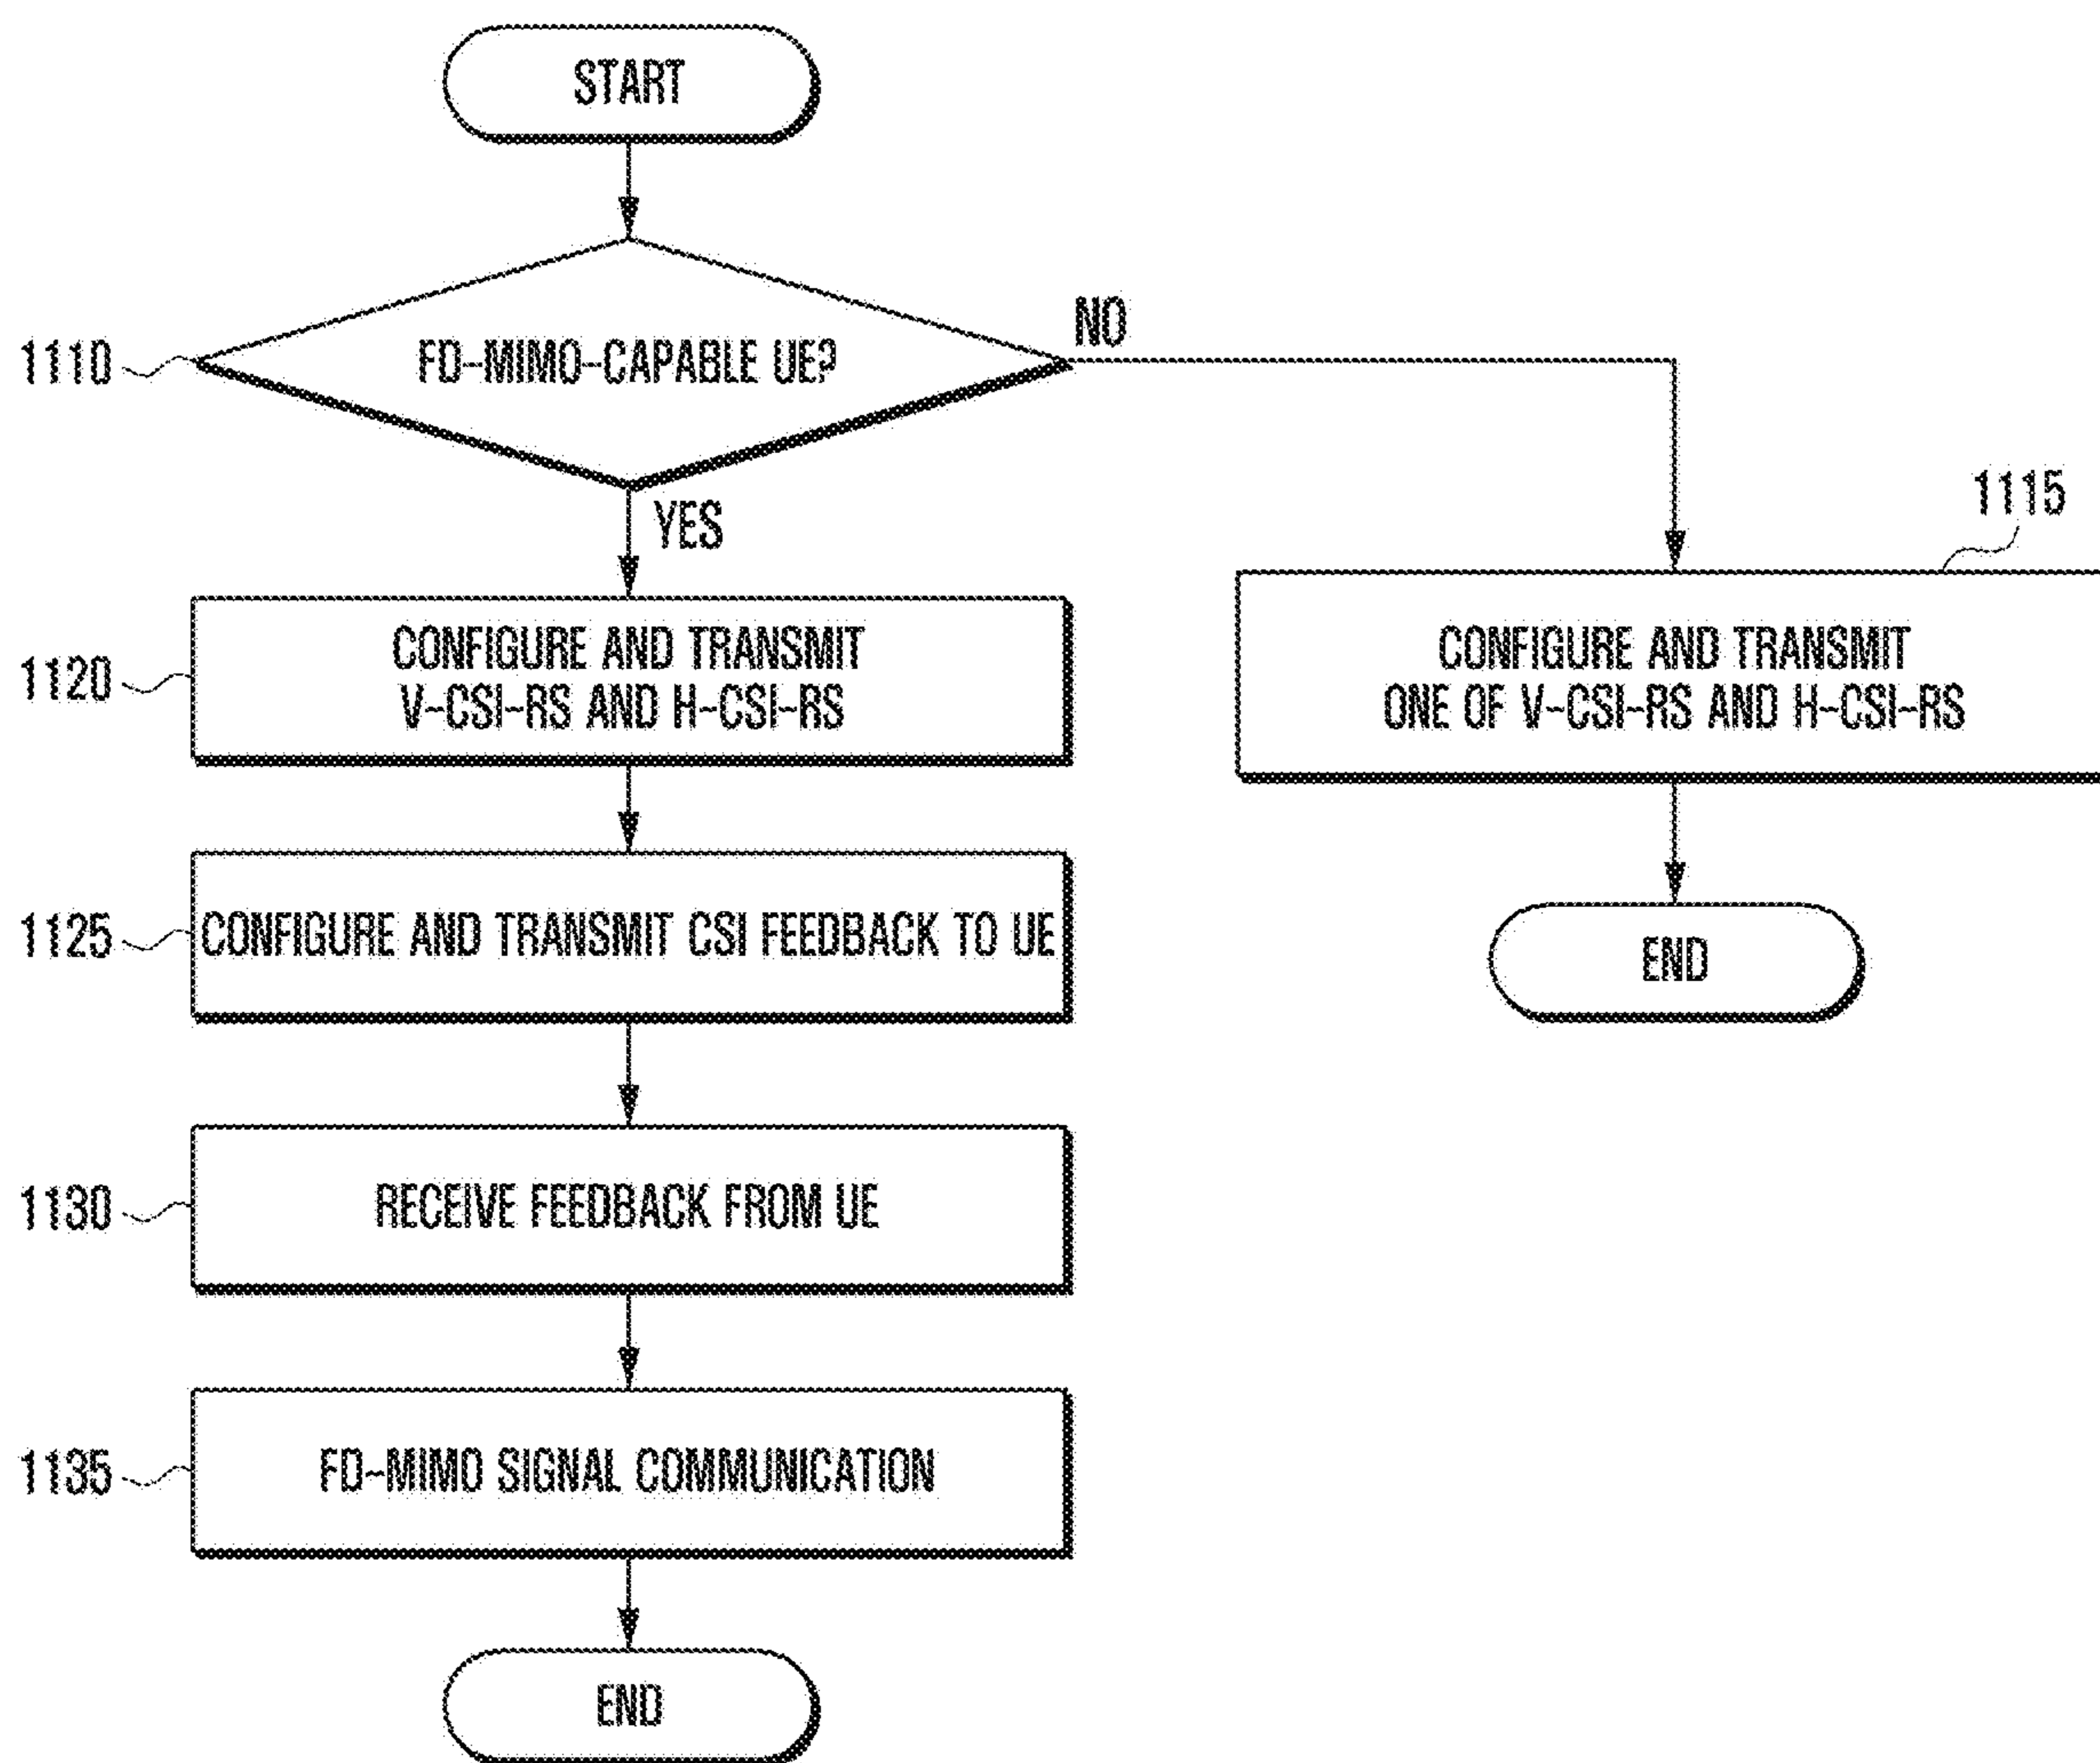 START
1110
FD-MIMO-CAPABLE UE?
NO
YES
1115
1120
CONFIGURE AND TRANSMIT
V-CSI-RS AND H-CSI-RS
CONFIGURE AND TRANSMIT
ONE OF V-CSI-RS AND H-CSI-RS
1125
CONFIGURE AND TRANSMIT CSI FEEDBACK TO UE
END
1130
RECEIVE FEEDBACK FROM UE
1135
FD-MIMO SIGNAL COMMUNICATION
END